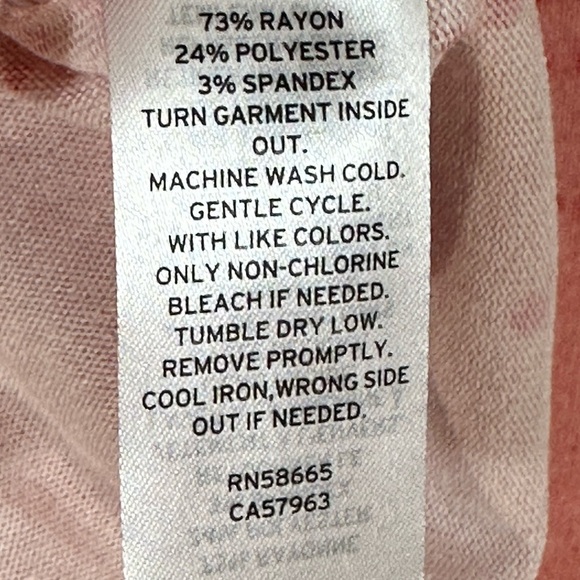 73% RAYON
24% POLYESTER
3% SPANDEX
TURN GARMENT INSIDE
OUT.
MACHINE WASH COLD.
GENTLE CYCLE.
WITH LIKE COLORS.
ONLY NON-CHLORINE
BLEACH IF NEEDED.
TUMBLE DRY LOW.
REMOVE PROMPTLY.
COOL IRON,WRONG SIDE
OUT IF NEEDED.
RN58665
CA57963